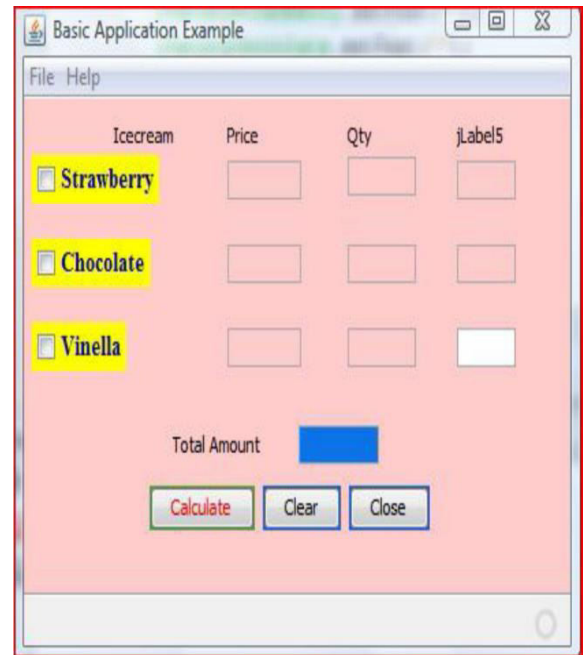 Basic Application Example
File Help
Icecream Price Qty jLabel5
Strawberry
Chocolate
Vinella
Total Amount
Calculate Clear Close